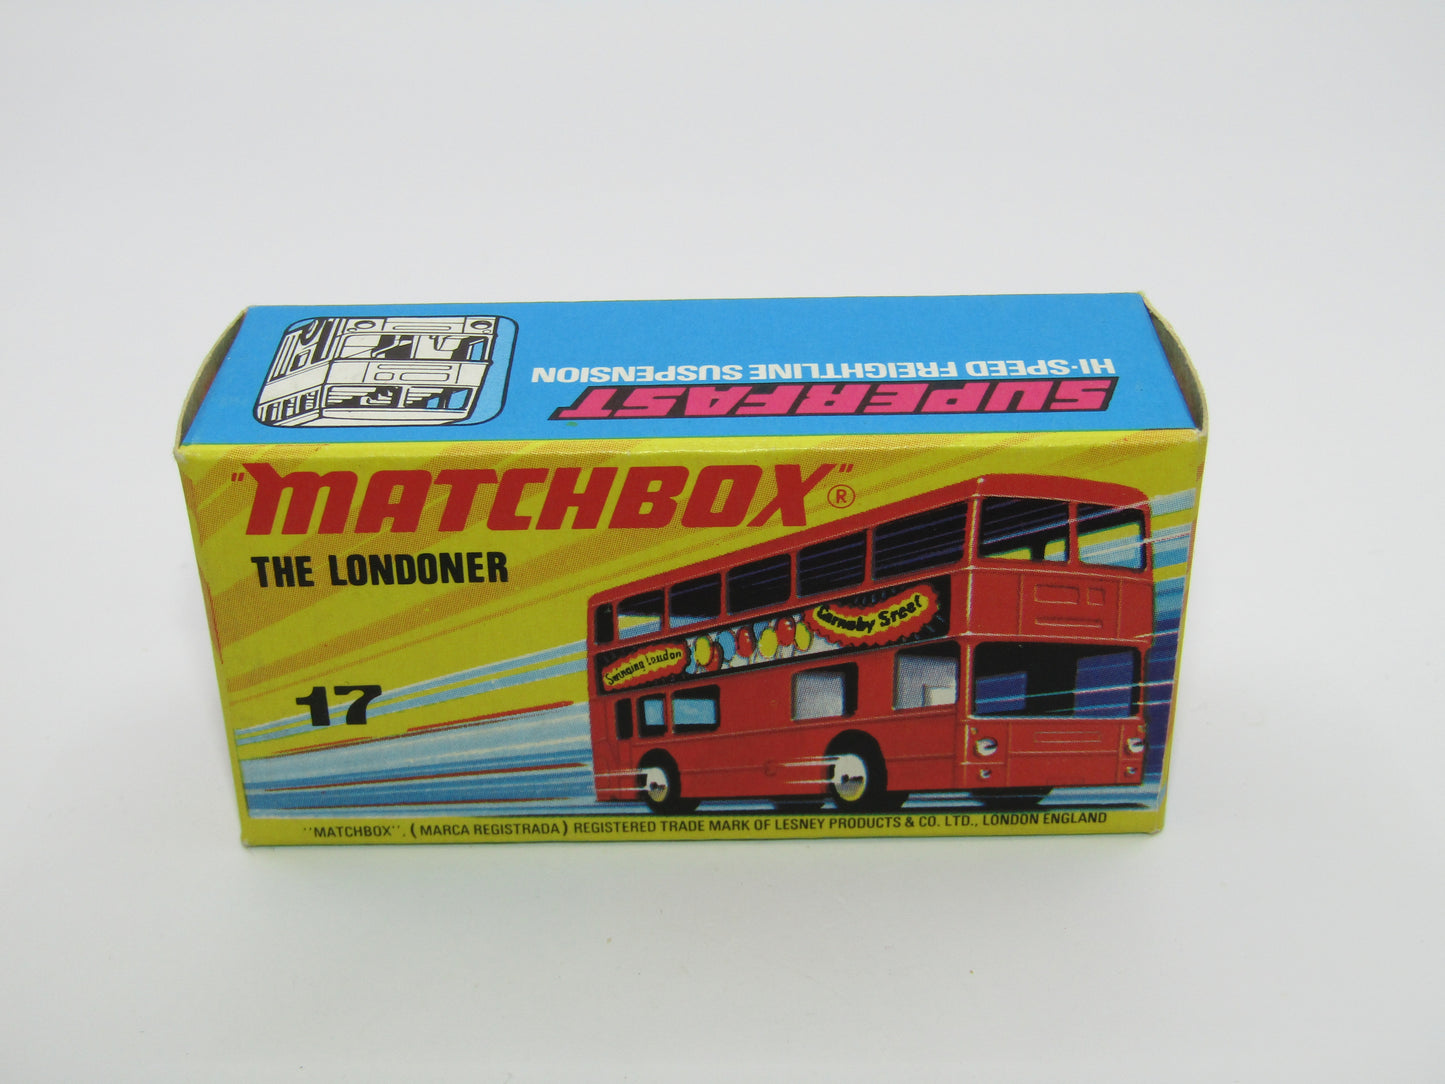 HI-SPEED FREIGHTLINE SUSPENSION
SUPERFAST
"MATCHBOX"®
THE LONDONER
Swinging London
Carnaby Sreet
17
"MATCHBOX". (MARCA REGISTRADA) REGISTERED TRADE MARK OF LESNEY PRODUCTS & CO. LTD., LONDON ENGLAND